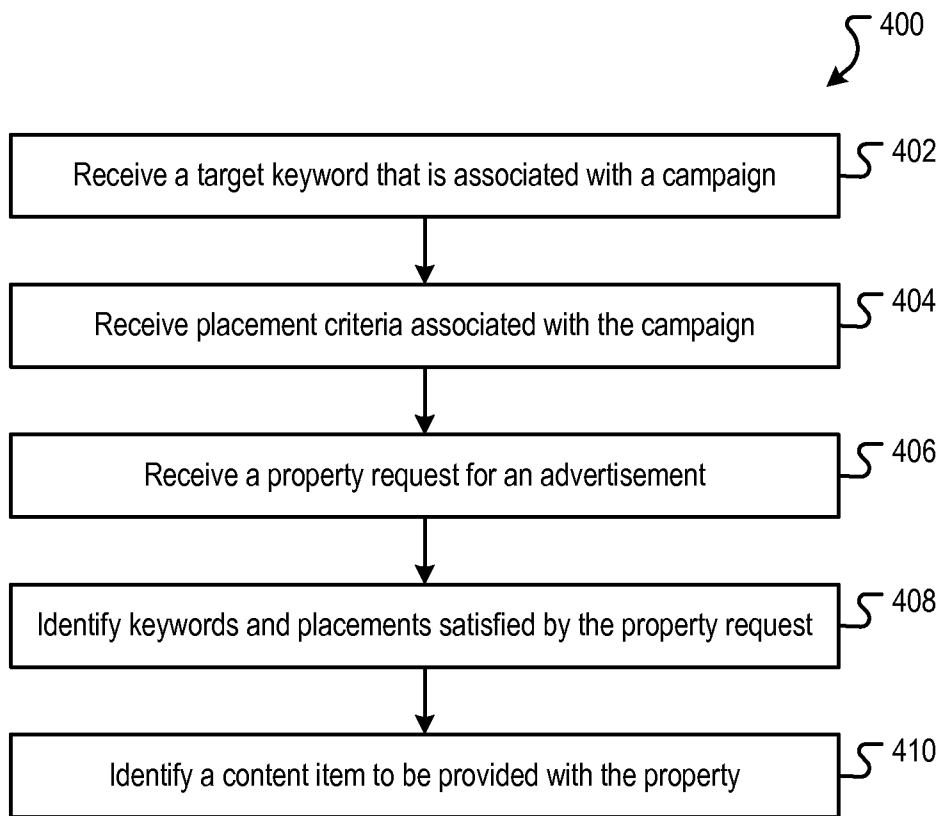 400
Receive a target keyword that is associated with a campaign
402
Receive placement criteria associated with the campaign
404
Receive a property request for an advertisement
406
Identify keywords and placements satisfied by the property request
408
Identify a content item to be provided with the property
410